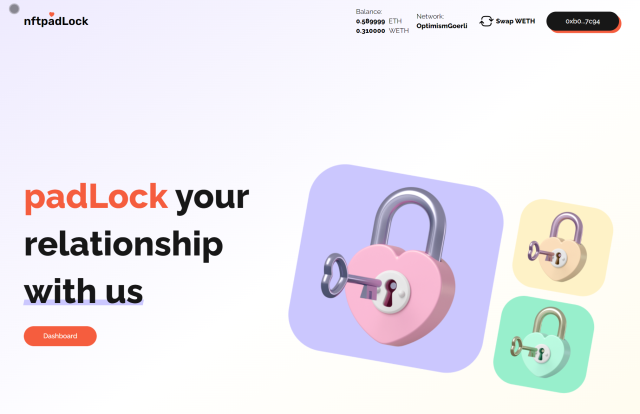 nftpadLock
Balance:
0.589999 ETH
0.310000 WETH
Network:
OptimismGoerli
Swap WETH
0xb0...7c94
padLock your
relationship
with us
Dashboard